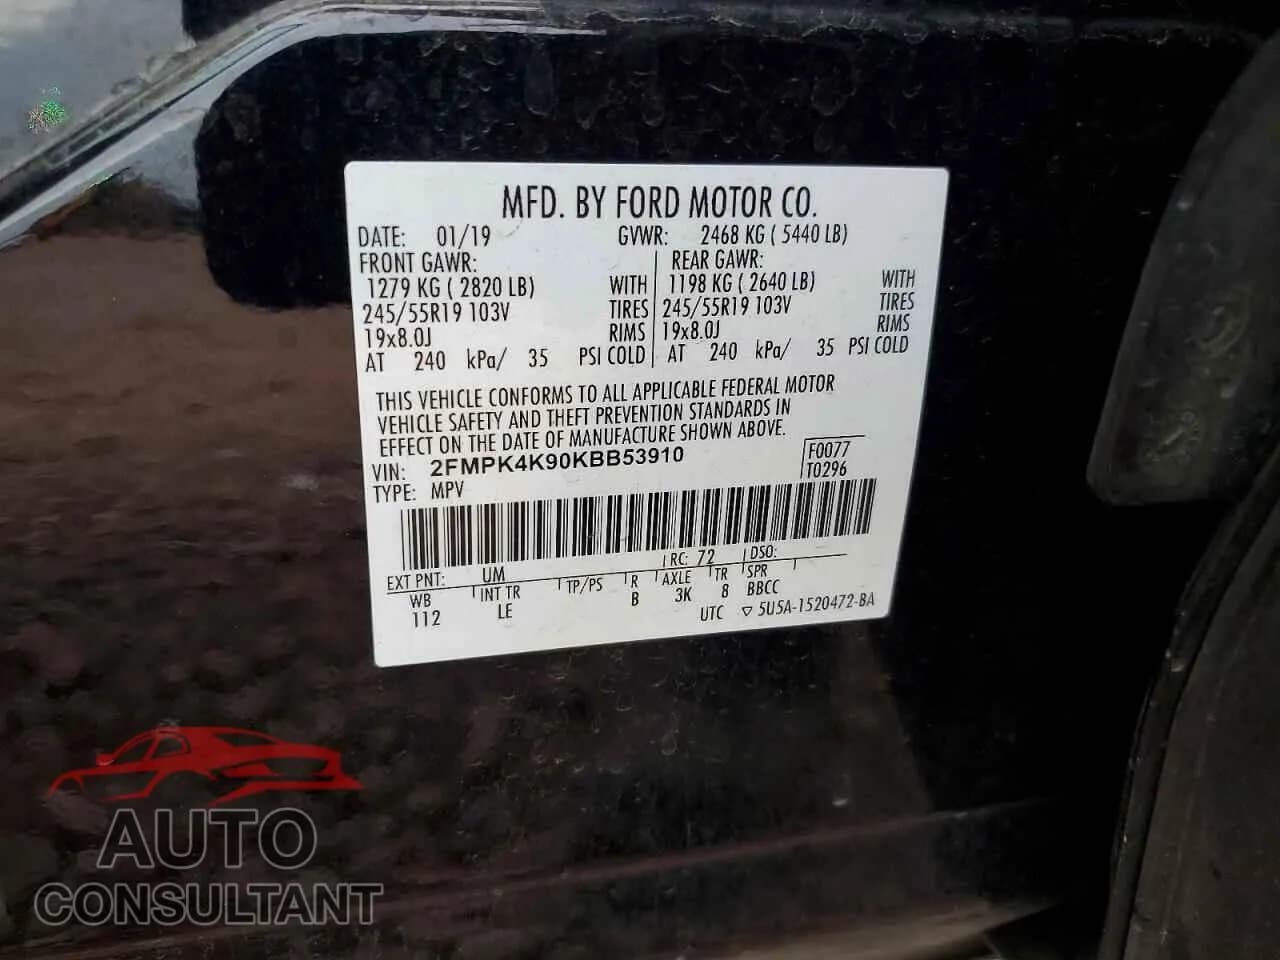 MFD. BY FORD MOTOR CO.
DATE: 01/19 GVWR: 2468 KG ( 5440 LB)
FRONT GAWR: REAR GAWR:
1279 KG ( 2820 LB) WITH 1198 KG ( 2640 LB) WITH
245/55R19 103V TIRES 245/55R19 103V TIRES
19x8.0J RIMS 19x8.0J RIMS
AT 240 kPa/ 35 PSI COLD AT 240 kPa/ 35 PSI COLD
THIS VEHICLE CONFORMS TO ALL APPLICABLE FEDERAL MOTOR
VEHICLE SAFETY AND THEFT PREVENTION STANDARDS IN
EFFECT ON THE DATE OF MANUFACTURE SHOWN ABOVE.
VIN: 2FMPK4K90KBB53910 F0077
TYPE: MPV T0296
EXT PNT: UM RC: 72 DSO:
WB INT TR TP/PS R AXLE TR SPR
112 LE B 3K 8 BBCC
UTC ▽ 5U5A-1520472-BA
AUTO
CONSULTANT